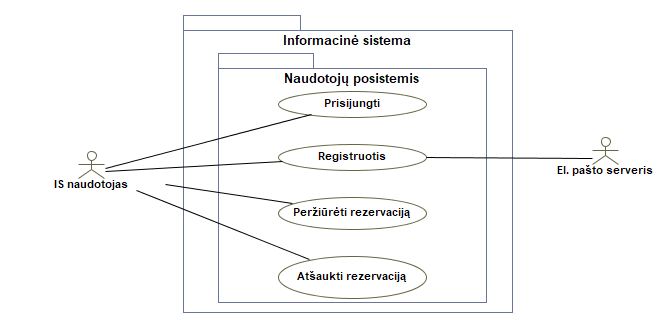 Informacinė sistema
Naudotojų posistemis
Prisijungti
Registruotis
IS naudotojas
El. pašto serveris
Peržiūrėti rezervaciją
Atšaukti rezervaciją